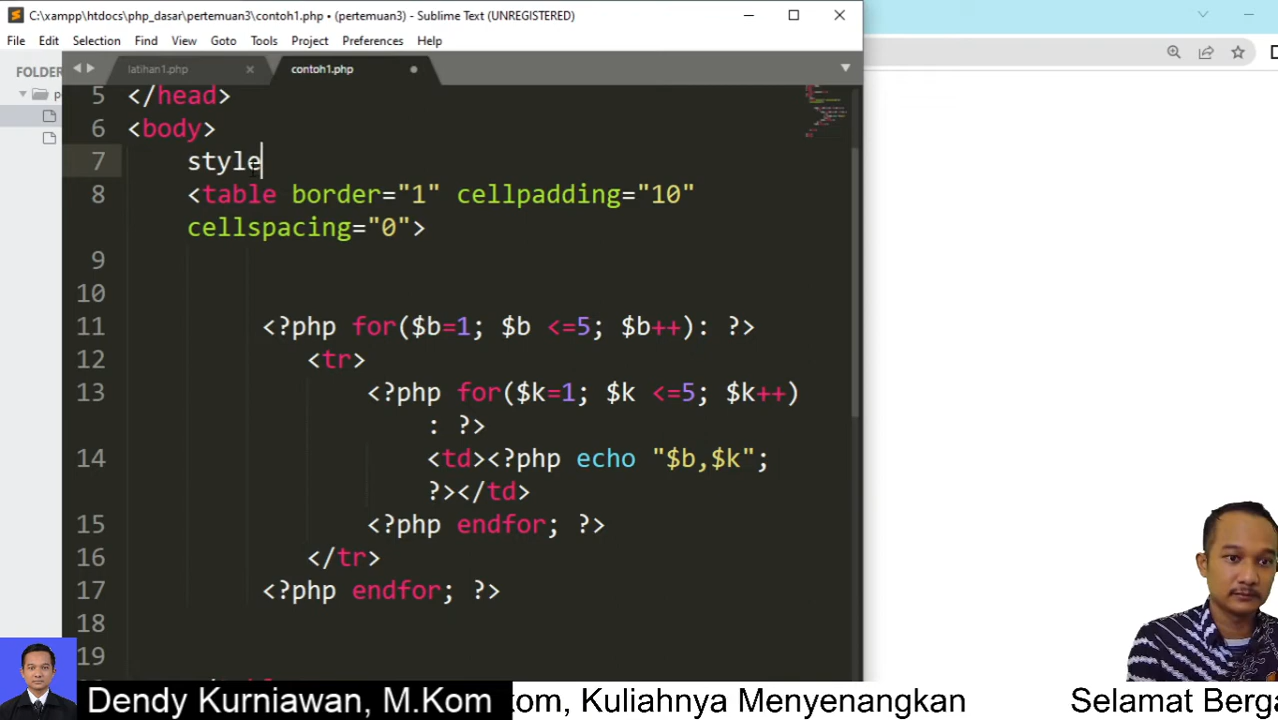 C:\xampp\htdocs\php_dasar\pertemuan3\contoh1.php • (pertemuan3) - Sublime Text (UNREGISTERED)
File Edit Selection Find View Goto Tools Project Preferences Help
FOLDER
latihan1.php × contoh1.php
p
5 </head>
6 <body>
7 style
8 <table border="1" cellpadding="10"
cellspacing="0">
9
10
11 <?php for($b=1; $b <=5; $b++): ?>
12 <tr>
13 <?php for($k=1; $k <=5; $k++)
: ?>
14 <td><?php echo "$b,$k";
?></td>
15 <?php endfor; ?>
16 </tr>
17 <?php endfor; ?>
18
19
Dendy Kurniawan, M.Kom kom, Kuliahnya Menyenangkan Selamat Berga